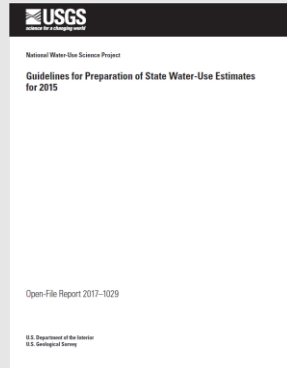 USGS
science for a changing world
National Water-Use Science Project
Guidelines for Preparation of State Water-Use Estimates
for 2015
Open-File Report 2017–1029
U.S. Department of the Interior
U.S. Geological Survey